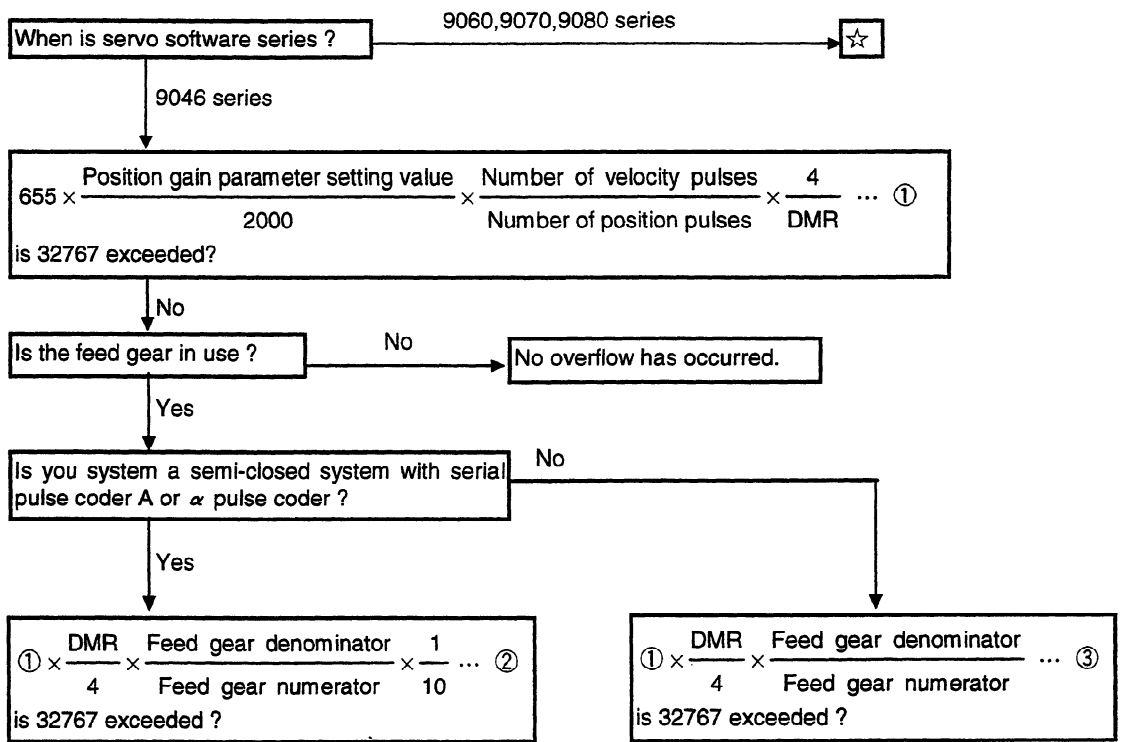 When is servo software series ?
9060,9070,9080 series
☆
9046 series
655 × Position gain parameter setting value / 2000 × Number of velocity pulses / Number of position pulses × 4 / DMR ... ①
is 32767 exceeded?
No
Is the feed gear in use ?
No
No overflow has occurred.
Yes
Is you system a semi-closed system with serial
pulse coder A or α pulse coder ?
No
Yes
① × DMR / 4 × Feed gear denominator / Feed gear numerator × 1 / 10 ... ②
is 32767 exceeded ?
① × DMR / 4 × Feed gear denominator / Feed gear numerator ... ③
is 32767 exceeded ?